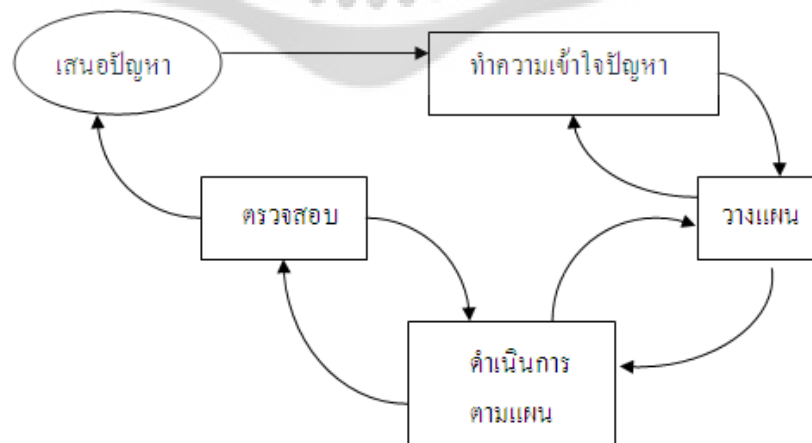 เสนอปัญหา
ทำความเข้าใจปัญหา
วางแผน
ตรวจสอบ
ดำเนินการ
ตามแผน